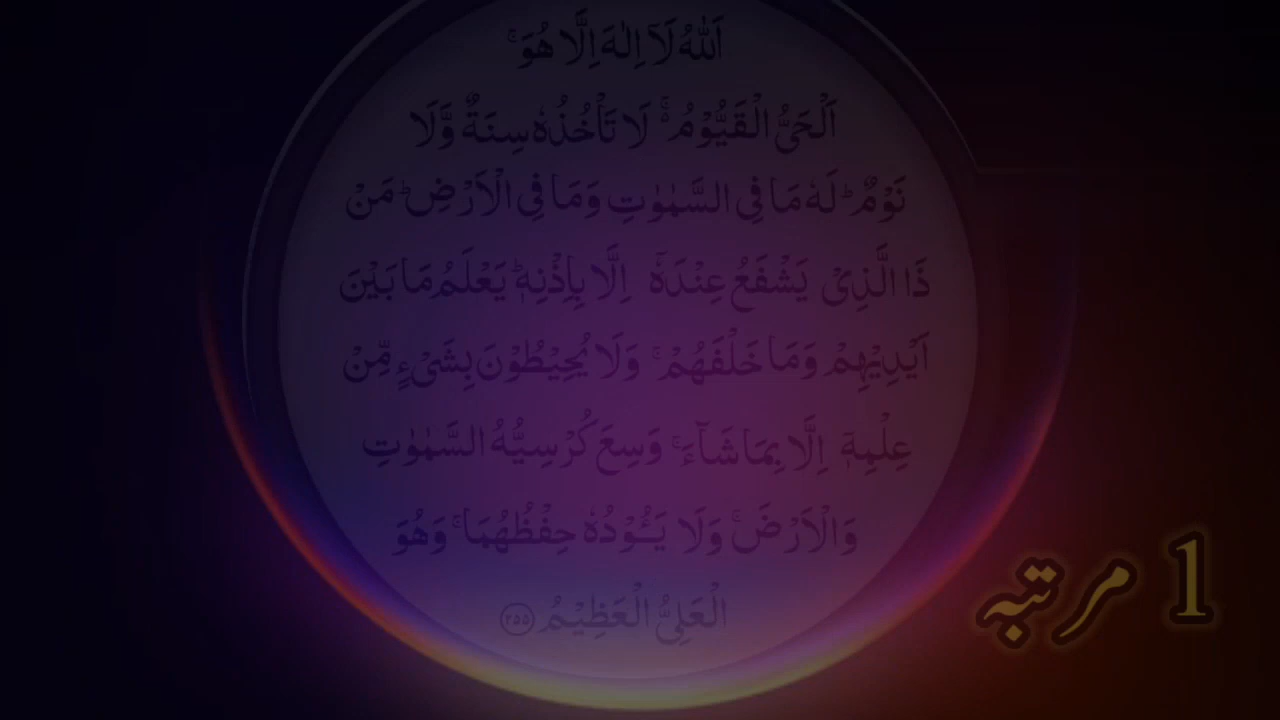 اَللّٰهُ لَاۤ اِلٰهَ اِلَّا هُوَۚ
اَلْحَیُّ الْقَیُّوْمُ ۬ۚ لَا تَاْخُذُهٗ سِنَةٌ وَّلَا
نَوْمٌ ؕ لَهٗ مَا فِی السَّمٰوٰتِ وَمَا فِی الْاَرْضِ ؕ مَنْ
ذَا الَّذِیْ یَشْفَعُ عِنْدَهٗۤ اِلَّا بِاِذْنِهٖ ؕ یَعْلَمُ مَا بَیْنَ
اَیْدِیْهِمْ وَمَا خَلْفَهُمْ ۚ وَلَا یُحِیْطُوْنَ بِشَیْءٍ مِّنْ
عِلْمِهٖۤ اِلَّا بِمَا شَآءَ ۚ وَسِعَ كُرْسِیُّهُ السَّمٰوٰتِ
وَالْاَرْضَ ۚ وَلَا یَـُٔوْدُهٗ حِفْظُهُمَا ۚ وَهُوَ
الْعَلِیُّ الْعَظِیْمُ ﴿۲۵۵﴾
1 مرتبہ